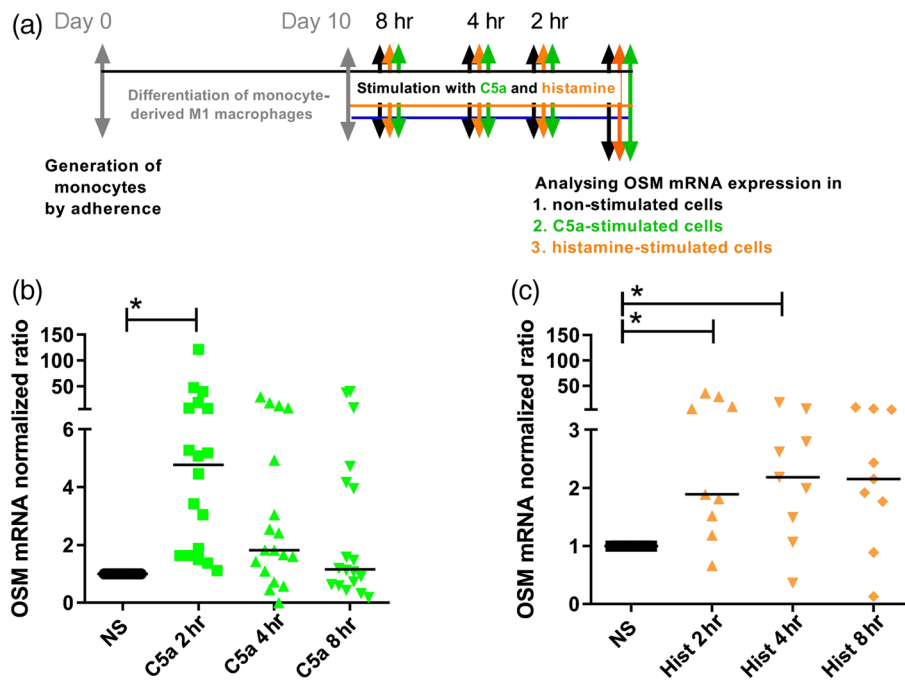 (a)
Day 0
Day 10
8 hr
4 hr
2 hr
Differentiation of monocyte-
derived M1 macrophages
Stimulation with C5a and histamine
Generation of
monocytes
by adherence
Analysing OSM mRNA expression in
1. non-stimulated cells
2. C5a-stimulated cells
3. histamine-stimulated cells
(b)
OSM mRNA normalized ratio
150
100
50
6
4
2
0
*
NS
C5a 2 hr
C5a 4 hr
C5a 8 hr
(c)
OSM mRNA normalized ratio
150
100
50
3
2
1
0
*
*
NS
Hist 2 hr
Hist 4 hr
Hist 8 hr